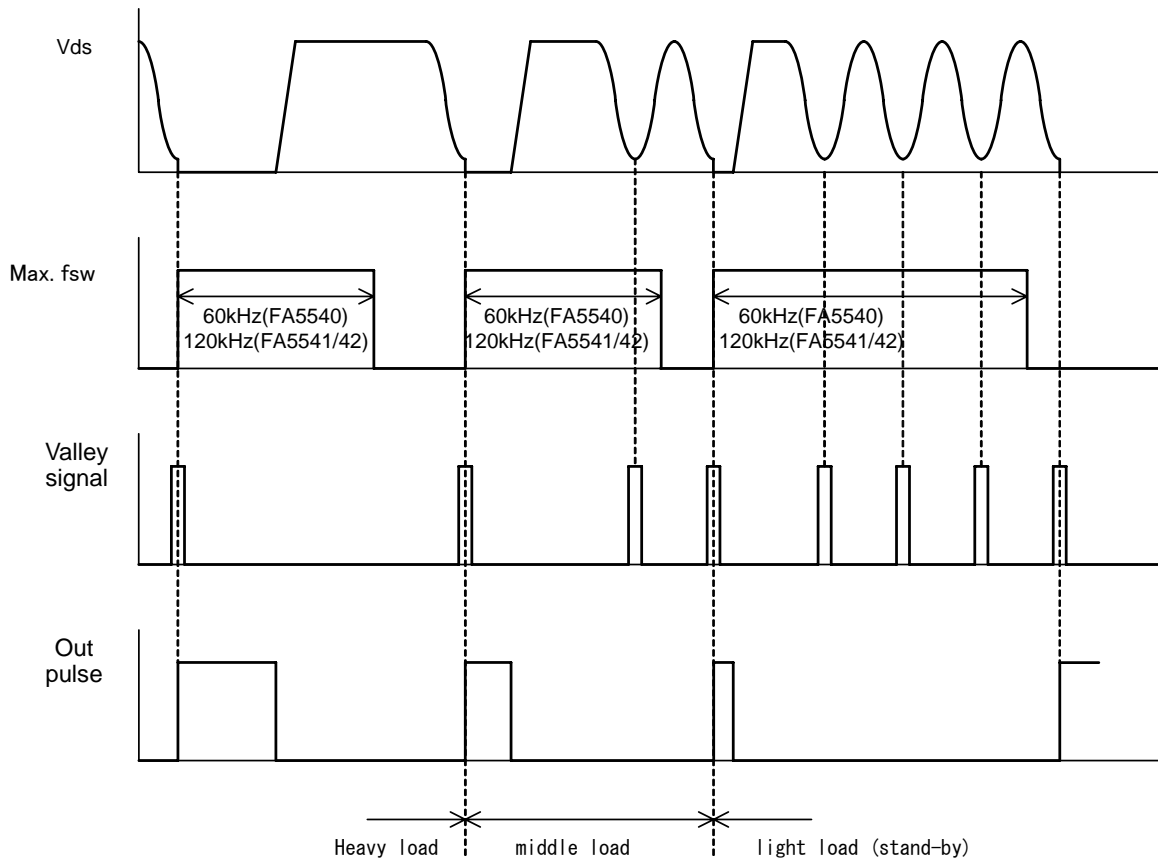 Vds
Max. fsw
60kHz(FA5540)
120kHz(FA5541/42)
60kHz(FA5540)
120kHz(FA5541/42)
60kHz(FA5540)
120kHz(FA5541/42)
Valley
signal
Out
pulse
Heavy load
middle load
light load (stand-by)